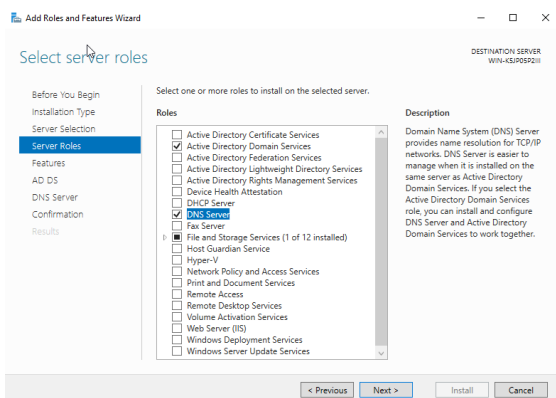 Add Roles and Features Wizard
Select server roles
DESTINATION SERVER
WIN-K5JP05P2III
Before You Begin
Installation Type
Server Selection
Server Roles
Features
AD DS
DNS Server
Confirmation
Results
Select one or more roles to install on the selected server.
Roles
Active Directory Certificate Services
Active Directory Domain Services
Active Directory Federation Services
Active Directory Lightweight Directory Services
Active Directory Rights Management Services
Device Health Attestation
DHCP Server
DNS Server
Fax Server
File and Storage Services (1 of 12 installed)
Host Guardian Service
Hyper-V
Network Policy and Access Services
Print and Document Services
Remote Access
Remote Desktop Services
Volume Activation Services
Web Server (IIS)
Windows Deployment Services
Windows Server Update Services
Description
Domain Name System (DNS) Server
provides name resolution for TCP/IP
networks. DNS Server is easier to
manage when it is installed on the
same server as Active Directory
Domain Services. If you select the
Active Directory Domain Services
role, you can install and configure
DNS Server and Active Directory
Domain Services to work together.
< Previous
Next >
Install
Cancel